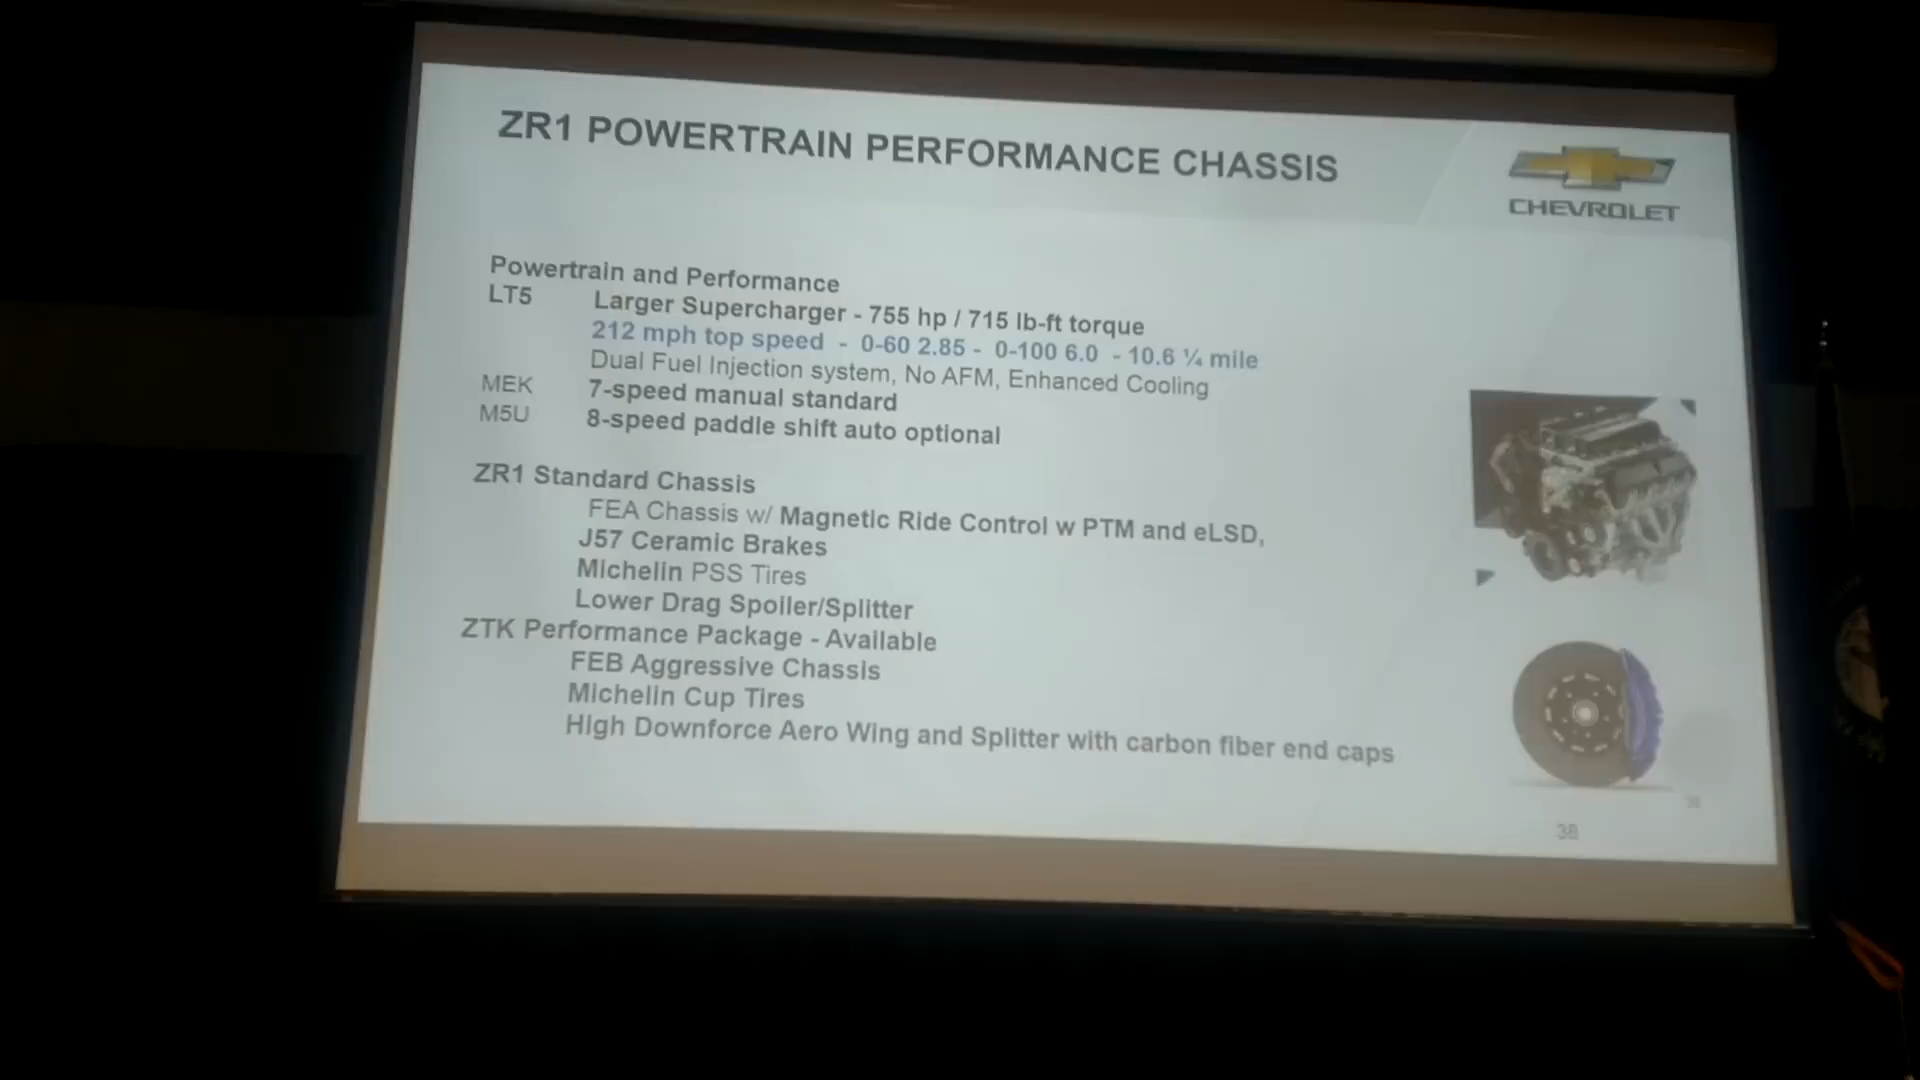 ZR1 POWERTRAIN PERFORMANCE CHASSIS
CHEVROLET
Powertrain and Performance
LT5 Larger Supercharger - 755 hp / 715 lb-ft torque
212 mph top speed - 0-60 2.85 - 0-100 6.0 - 10.6 ¼ mile
Dual Fuel Injection system, No AFM, Enhanced Cooling
MEK 7-speed manual standard
M5U 8-speed paddle shift auto optional
ZR1 Standard Chassis
FEA Chassis w/ Magnetic Ride Control w PTM and eLSD,
J57 Ceramic Brakes
Michelin PSS Tires
Lower Drag Spoiler/Splitter
ZTK Performance Package - Available
FEB Aggressive Chassis
Michelin Cup Tires
High Downforce Aero Wing and Splitter with carbon fiber end caps
38